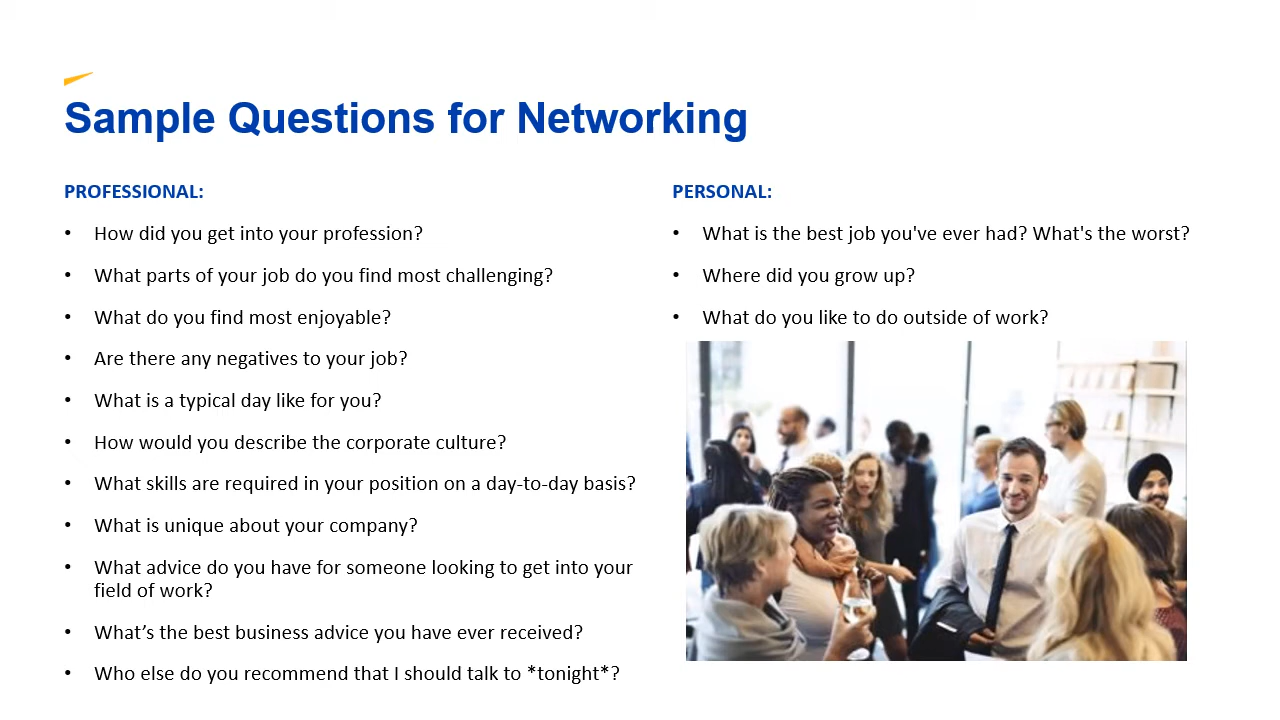 Sample Questions for Networking
PROFESSIONAL:
• How did you get into your profession?
• What parts of your job do you find most challenging?
• What do you find most enjoyable?
• Are there any negatives to your job?
• What is a typical day like for you?
• How would you describe the corporate culture?
• What skills are required in your position on a day-to-day basis?
• What is unique about your company?
• What advice do you have for someone looking to get into your
field of work?
• What’s the best business advice you have ever received?
• Who else do you recommend that I should talk to *tonight*?
PERSONAL:
• What is the best job you've ever had? What's the worst?
• Where did you grow up?
• What do you like to do outside of work?